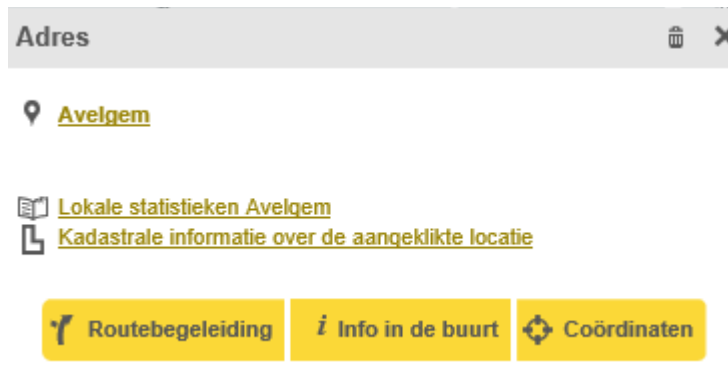 Adres
Avelgem
Lokale statistieken Avelgem
Kadastrale informatie over de aangeklikte locatie
Routebegeleiding
i Info in de buurt
Coördinaten